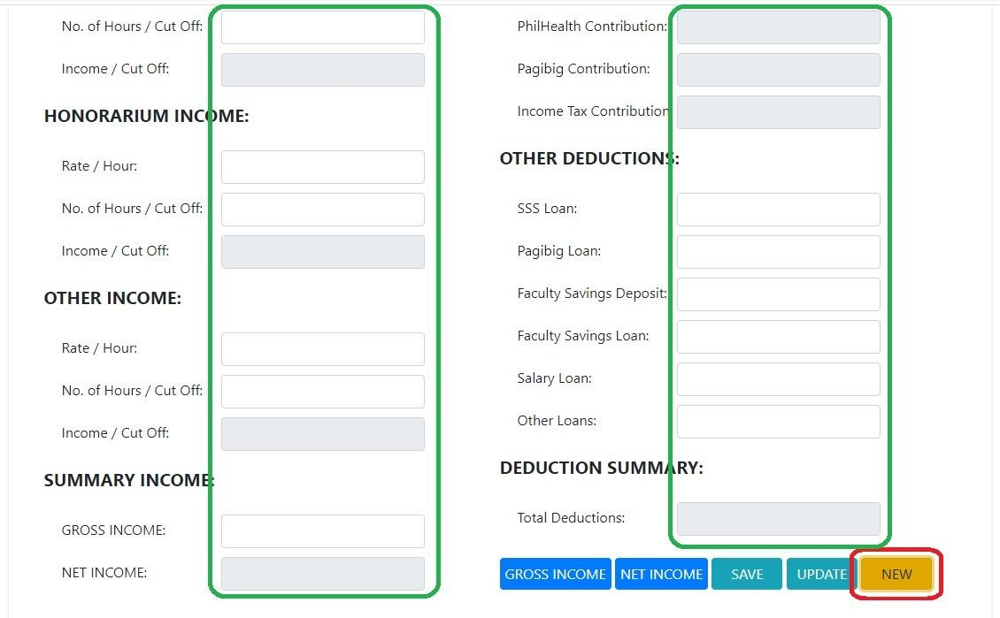 No. of Hours / Cut Off:
Income / Cut Off:
HONORARIUM INCOME:
Rate / Hour:
No. of Hours / Cut Off:
Income / Cut Off:
OTHER INCOME:
Rate / Hour:
No. of Hours / Cut Off:
Income / Cut Off:
SUMMARY INCOME:
GROSS INCOME:
NET INCOME:
PhilHealth Contribution:
Pagibig Contribution:
Income Tax Contribution
OTHER DEDUCTIONS:
SSS Loan:
Pagibig Loan:
Faculty Savings Deposit:
Faculty Savings Loan:
Salary Loan:
Other Loans:
DEDUCTION SUMMARY:
Total Deductions:
GROSS INCOME NET INCOME SAVE UPDATE NEW